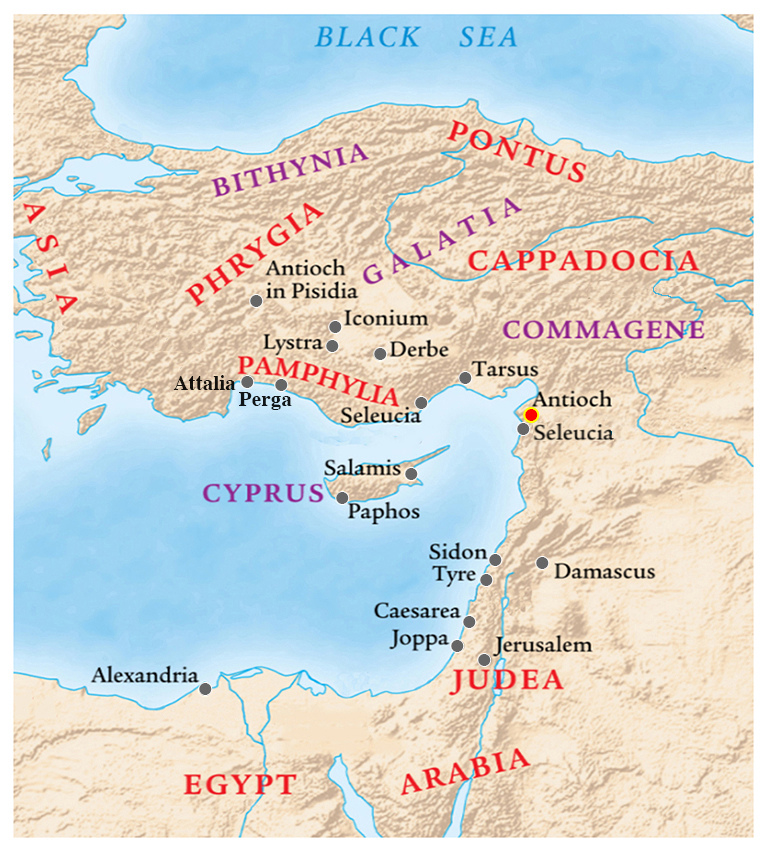 BLACK SEA
PONTUS
BITHYNIA
ASIA
PHRYGIA
GALATIA
CAPPADOCIA
Antioch
in Pisidia
Iconium
COMMAGENE
Lystra
Derbe
PAMPHYLIA
Tarsus
Attalia
Perga
Seleucia
Antioch
Seleucia
Salamis
CYPRUS
Paphos
Sidon
Tyre
Damascus
Caesarea
Joppa
Jerusalem
Alexandria
JUDEA
EGYPT
ARABIA